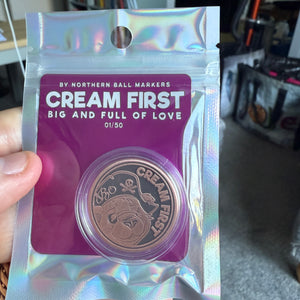 BY NORTHERN BALL MARKERS
CREAM FIRST
BIG AND FULL OF LOVE
01/50
CREAM FIRST